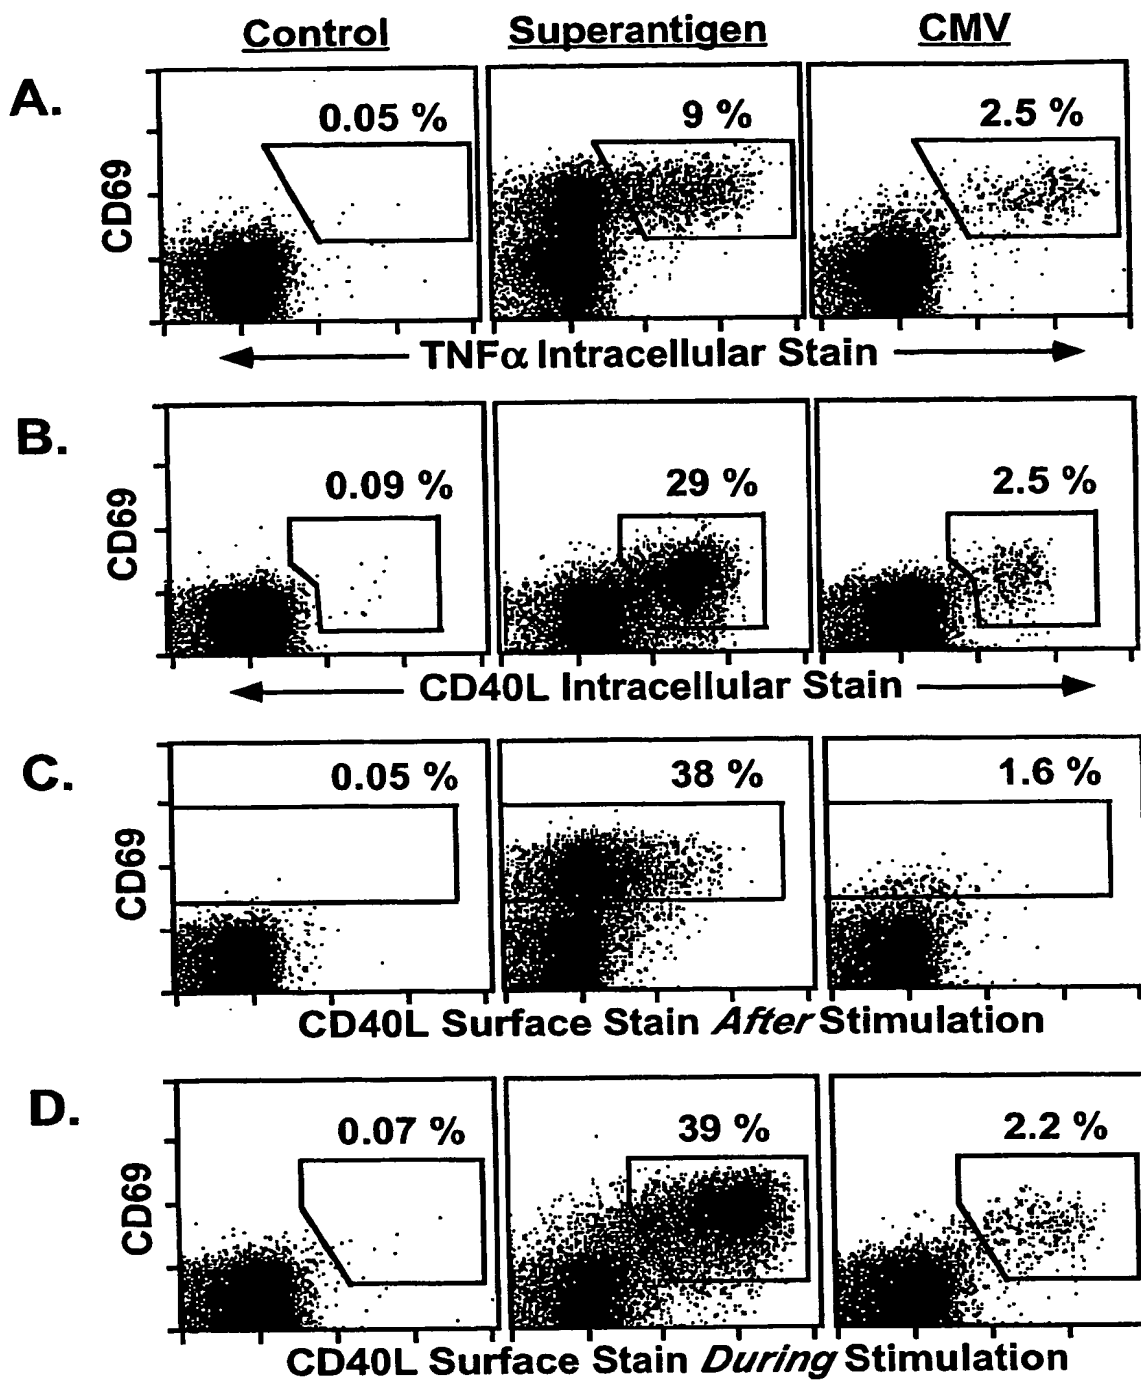 Control Superantigen CMV
A.
0.05 % 9 % 2.5 %
CD69
TNFα Intracellular Stain
B.
0.09 % 29 % 2.5 %
CD69
CD40L Intracellular Stain
C.
0.05 % 38 % 1.6 %
CD69
CD40L Surface Stain After Stimulation
D.
0.07 % 39 % 2.2 %
CD69
CD40L Surface Stain During Stimulation